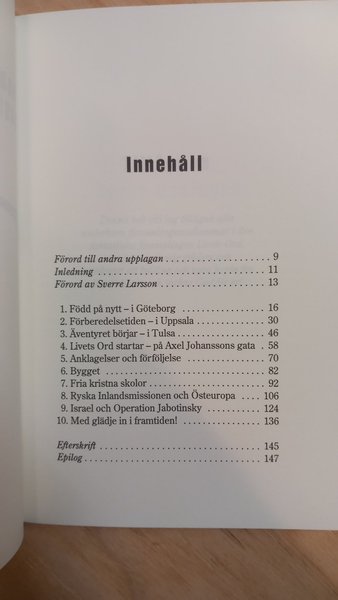 Innehåll
Förord till andra upplagan . . . . . . . . . . . . . . . . . . . 9
Inledning . . . . . . . . . . . . . . . . . . . . . . . . . . . . 11
Förord av Sverre Larsson . . . . . . . . . . . . . . . . . . . 13
1. Född på nytt – i Göteborg . . . . . . . . . . . . . . . . 16
2. Förberedelsetiden – i Uppsala . . . . . . . . . . . . . 30
3. Äventyret börjar – i Tulsa . . . . . . . . . . . . . . . . 46
4. Livets Ord startar – på Axel Johanssons gata . 58
5. Anklagelser och förföljelse . . . . . . . . . . . . . . . 70
6. Bygget . . . . . . . . . . . . . . . . . . . . . . . . . . . . 82
7. Fria kristna skolor . . . . . . . . . . . . . . . . . . . . . 92
8. Ryska Inlandsmissionen och Östeuropa . . . . . 106
9. Israel och Operation Jabotinsky . . . . . . . . . . . 124
10. Med glädje in i framtiden! . . . . . . . . . . . . . . . 136
Efterskrift . . . . . . . . . . . . . . . . . . . . . . . . . . . 145
Epilog . . . . . . . . . . . . . . . . . . . . . . . . . . . . . . 147